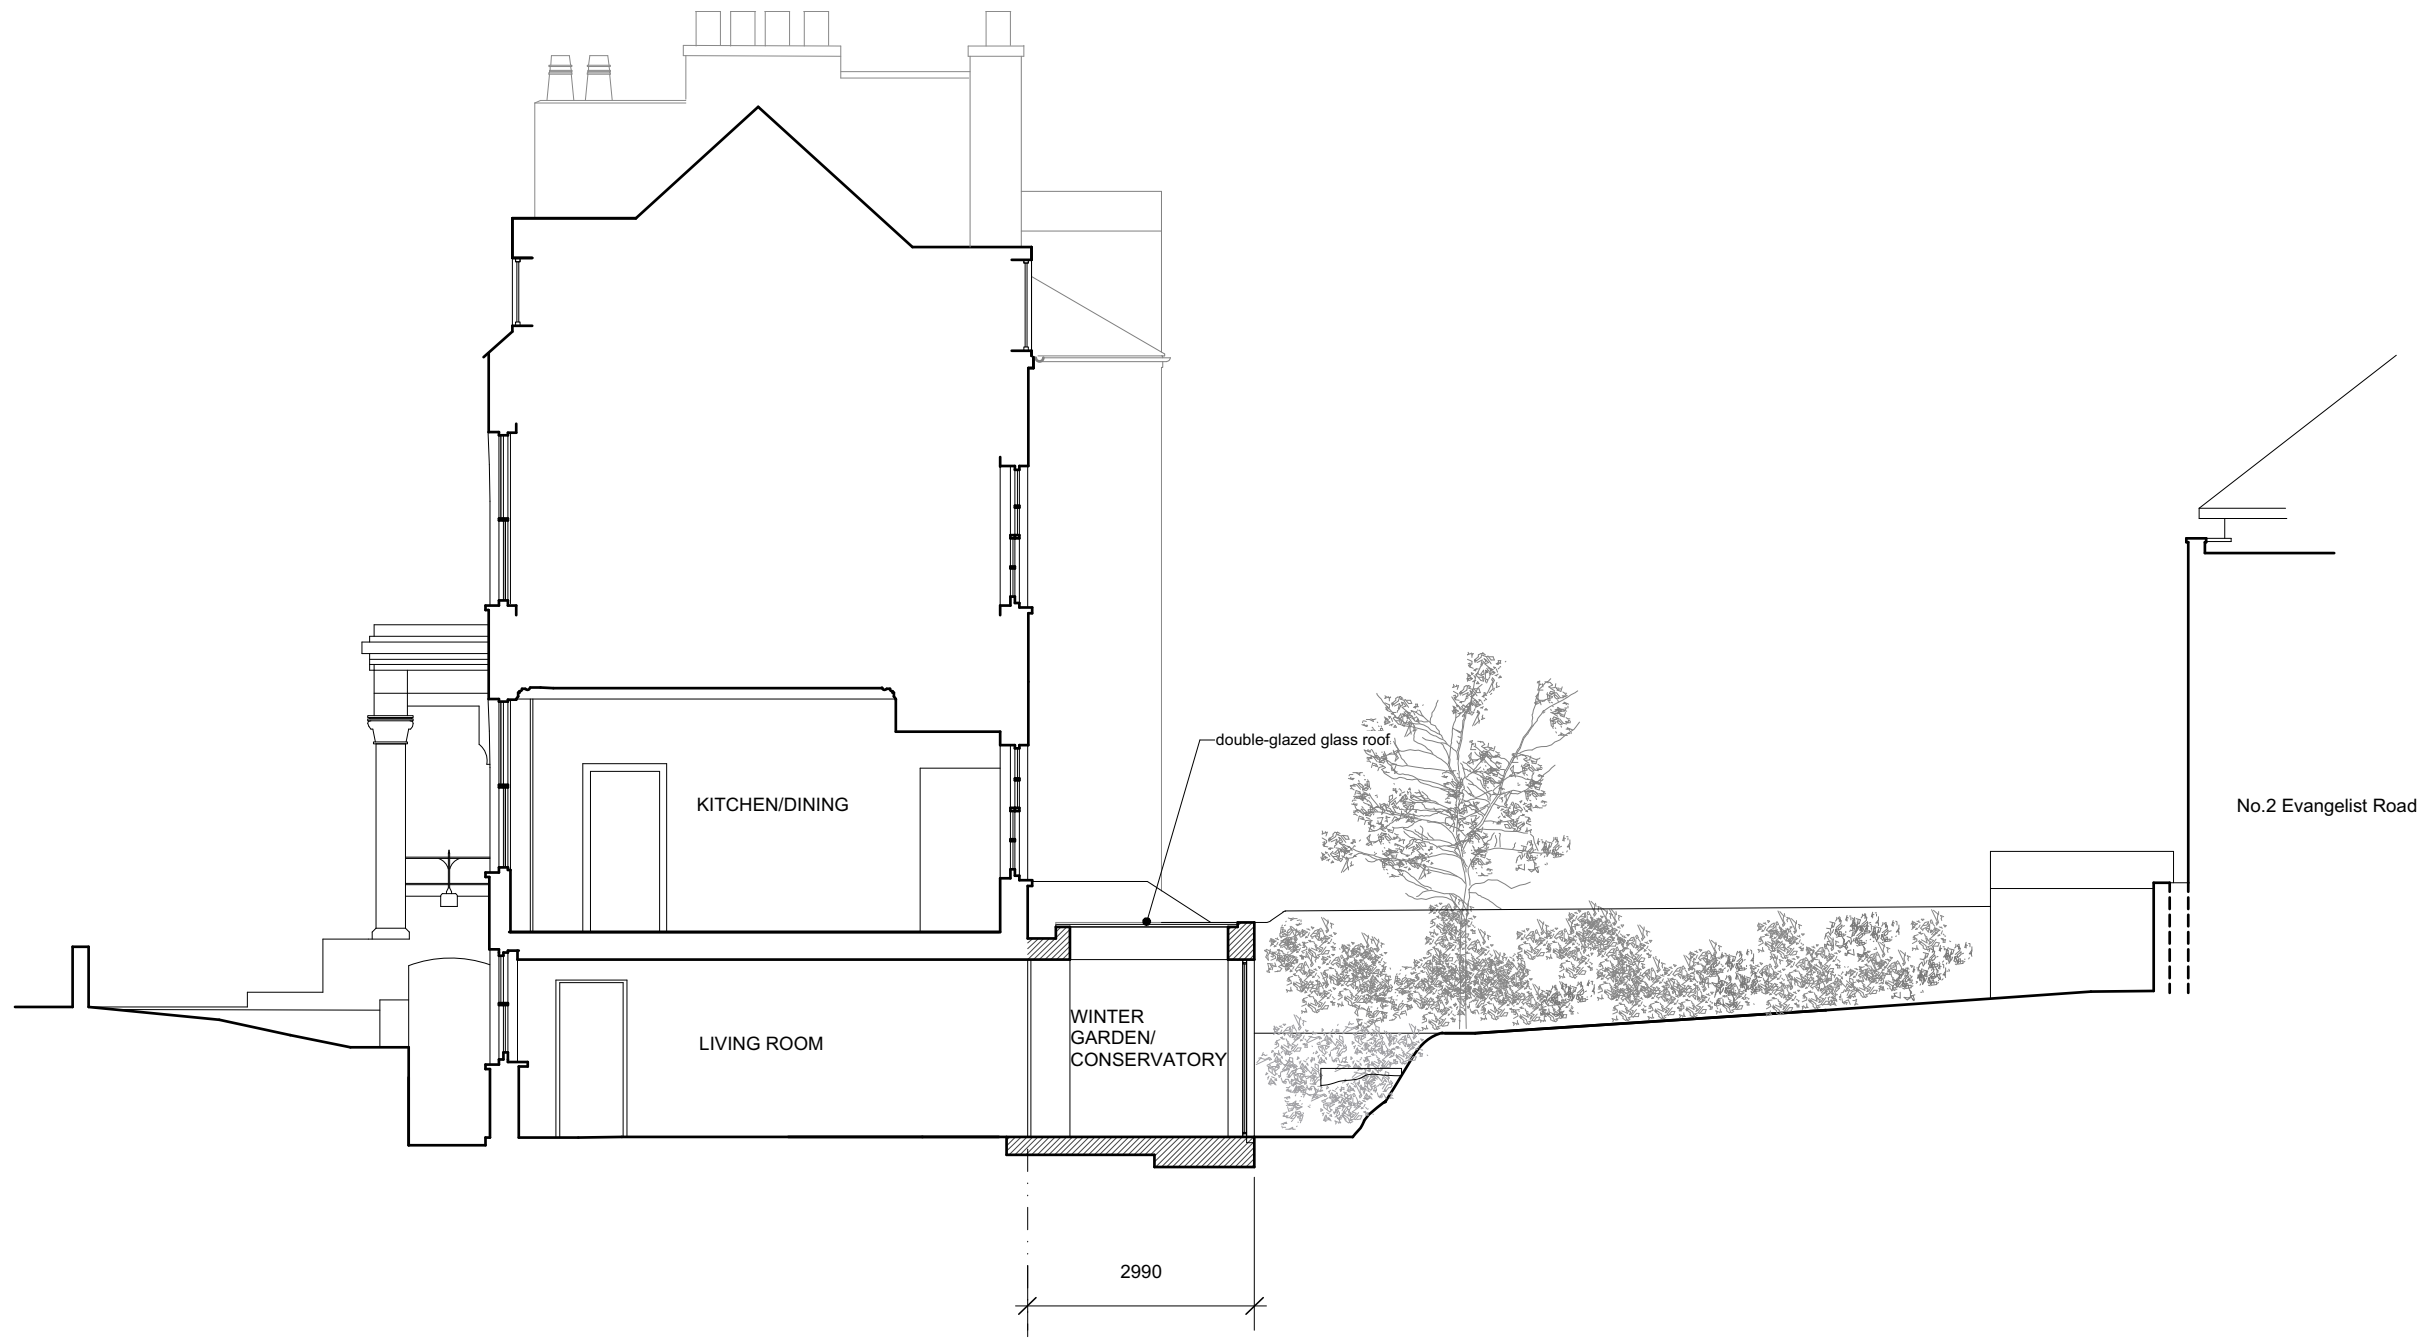 double-glazed glass roof
KITCHEN/DINING
No.2 Evangelist Road
WINTER
GARDEN/
CONSERVATORY
LIVING ROOM
2990